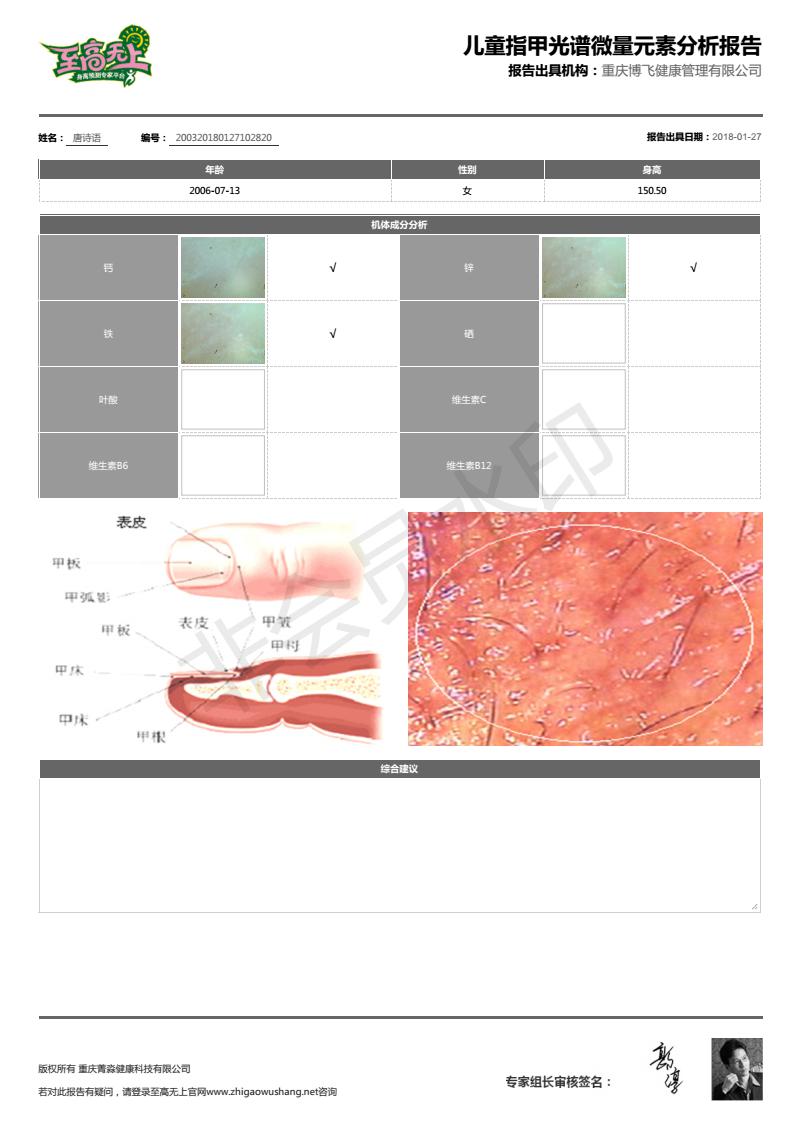 至高无上
身高预测专家平台
儿童指甲光谱微量元素分析报告
报告出具机构：重庆博飞健康管理有限公司
姓名： 唐诗语 编号： 200320180127102820 报告出具日期：2018-01-27
年龄 性别 身高
2006-07-13 女 150.50
机体成分分析
钙 √ 锌 √
铁 √ 硒
叶酸 维生素C
维生素B6 维生素B12
非会员水印
表皮
甲板
甲弧影
甲板 表皮 甲皱
甲母
甲床
甲床
甲根
综合建议
版权所有 重庆菁淼健康科技有限公司
专家组长审核签名：
若对此报告有疑问，请登录至高无上官网www.zhigaowushang.net咨询